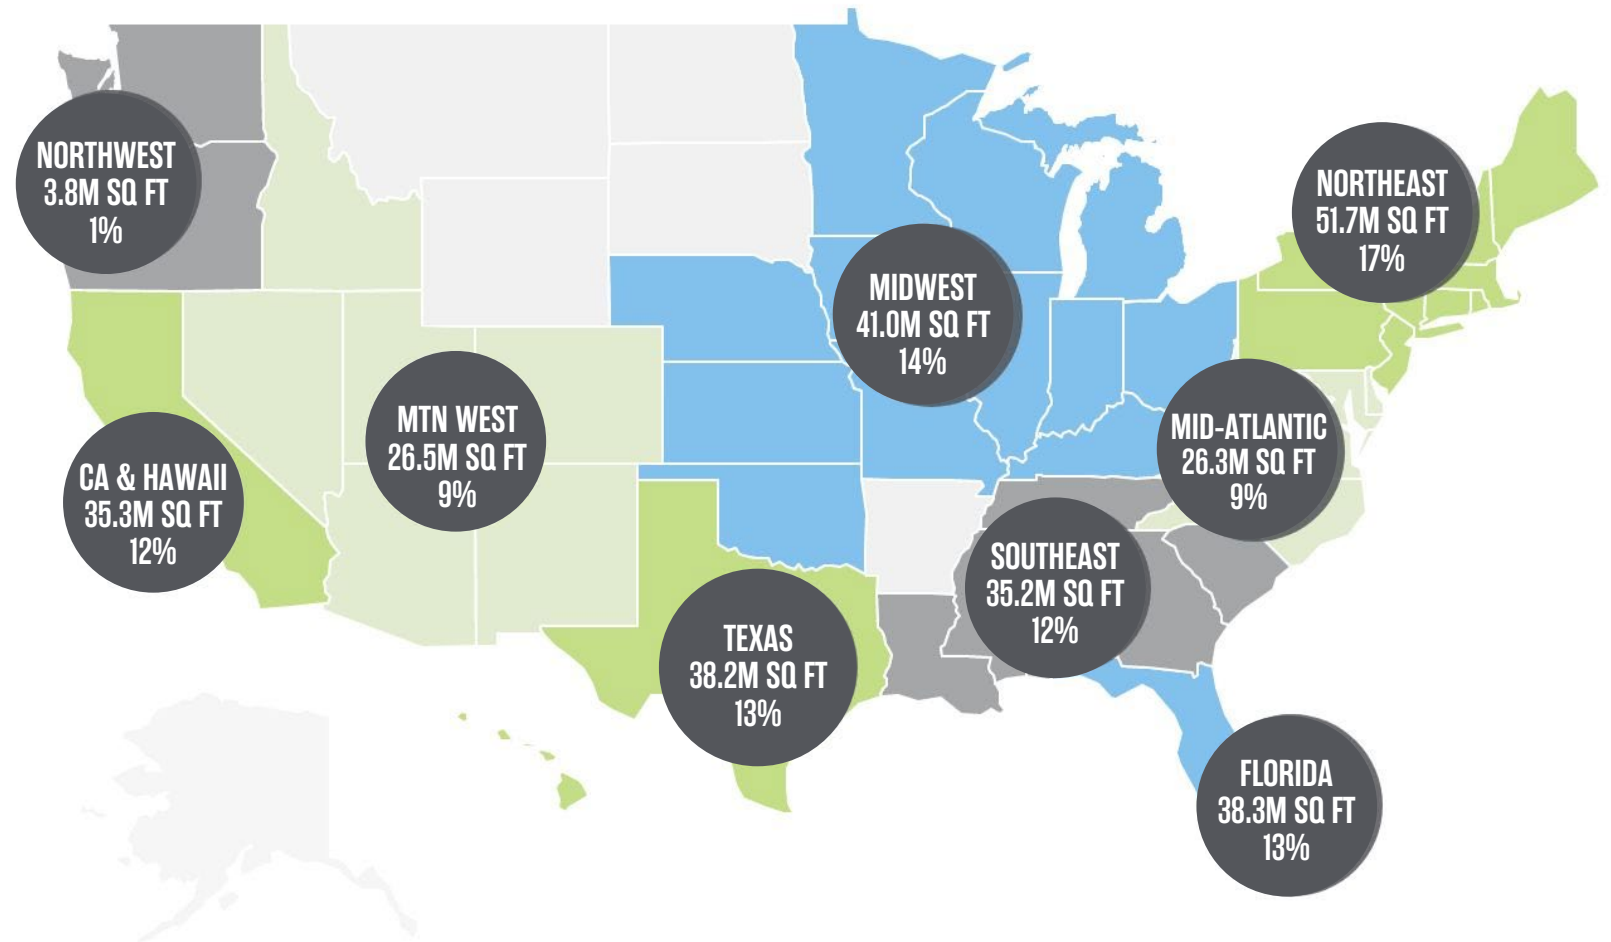 NORTHWEST
3.8M SQ FT
1%
NORTHEAST
51.7M SQ FT
17%
MIDWEST
41.0M SQ FT
14%
MTN WEST
26.5M SQ FT
9%
MID-ATLANTIC
26.3M SQ FT
9%
CA & HAWAII
35.3M SQ FT
12%
SOUTHEAST
35.2M SQ FT
12%
TEXAS
38.2M SQ FT
13%
FLORIDA
38.3M SQ FT
13%